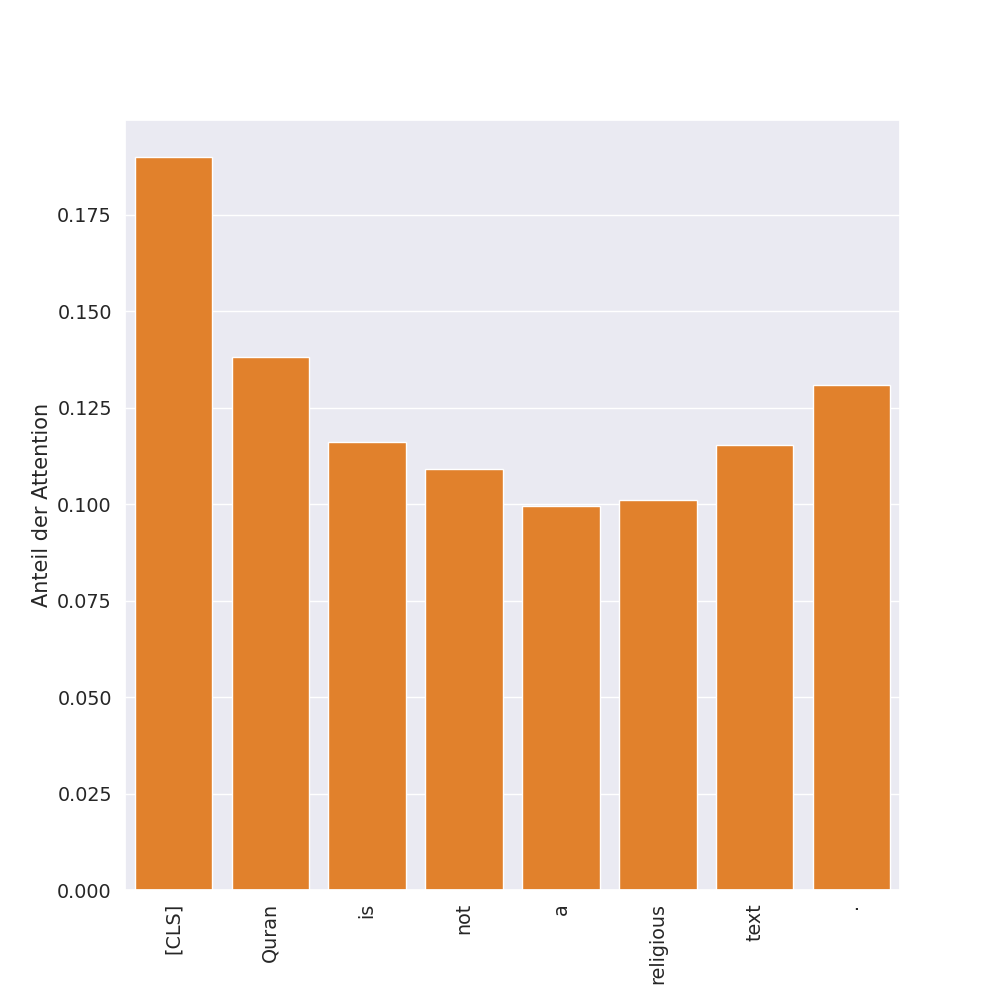 0.175
0.150
0.125
0.100
0.075
0.050
0.025
0.000
Anteil der Attention
[CLS]
Quran
is
not
a
religious
text
.